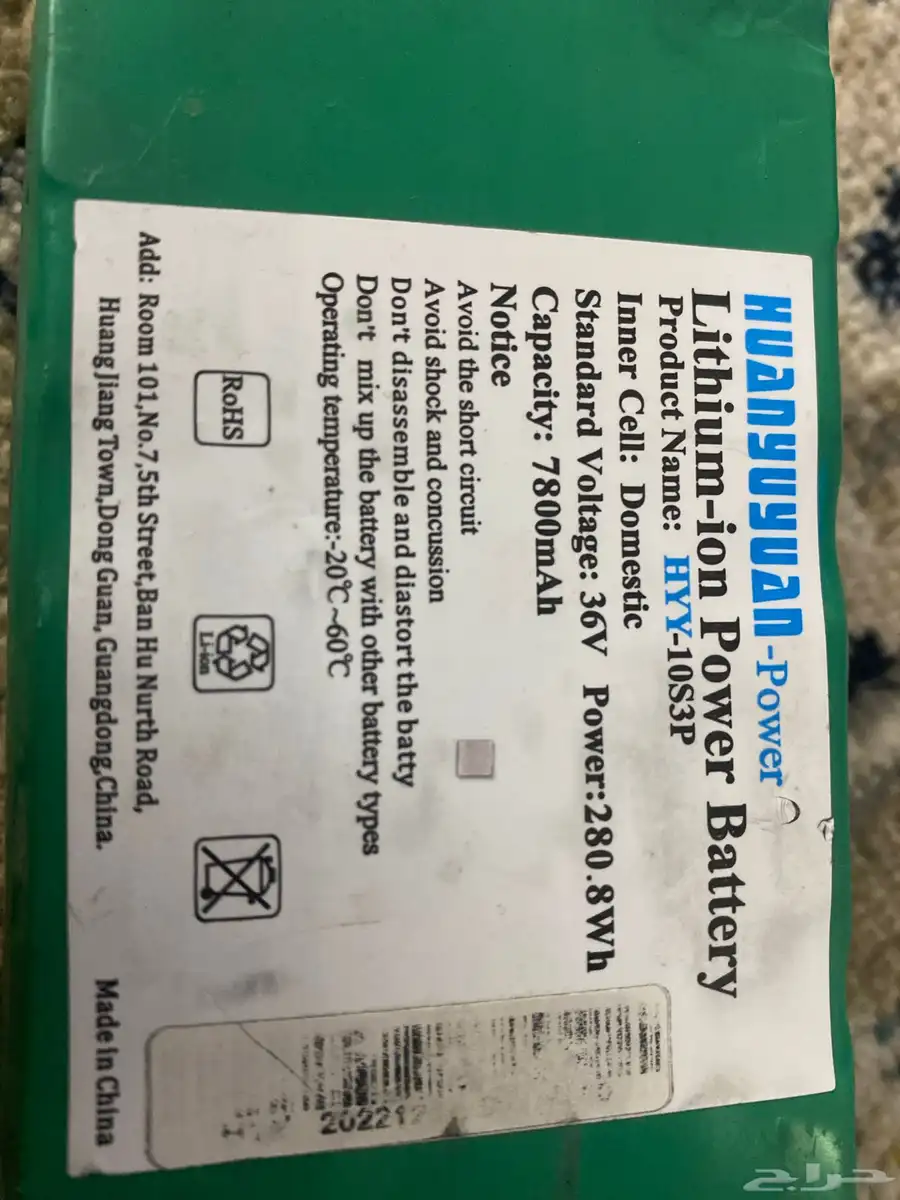 HUANYUYUAN-Power
Lithium-ion Power Battery
Product Name: HYY-10S3P
Inner Cell: Domestic
Standard Voltage: 36V Power:280.8Wh
Capacity: 7800mAh
Notice
Avoid the short circuit
Avoid shock and concussion
Don't disassemble and diastort the batty
Don't mix up the battery with other battery types
Operating temperature:-20℃~60℃
RoHS
Li-ion
Add: Room 101,No.7,5th Street,Ban Hu Nurth Road,
Huang Jiang Town,Dong Guan, Guangdong,China.
Made in China
2022
حراج